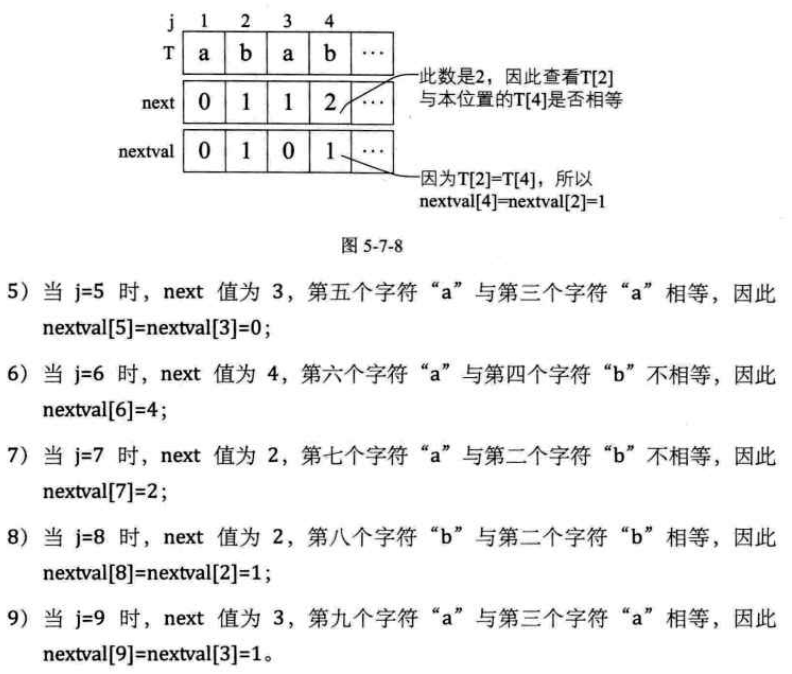 j 1 2 3 4
T a b a b …
next 0 1 1 2 …
nextval 0 1 0 1 …
此数是2，因此查看T[2]
与本位置的T[4]是否相等
因为T[2]=T[4]，所以
nextval[4]=nextval[2]=1
图 5-7-8
5）当 j=5 时，next 值为 3，第五个字符“a”与第三个字符“a”相等，因此
nextval[5]=nextval[3]=0；
6）当 j=6 时，next 值为 4，第六个字符“a”与第四个字符“b”不相等，因此
nextval[6]=4；
7）当 j=7 时，next 值为 2，第七个字符“a”与第二个字符“b”不相等，因此
nextval[7]=2；
8）当 j=8 时，next 值为 2，第八个字符“b”与第二个字符“b”相等，因此
nextval[8]=nextval[2]=1；
9）当 j=9 时，next 值为 3，第九个字符“a”与第三个字符“a”相等，因此
nextval[9]=nextval[3]=1。